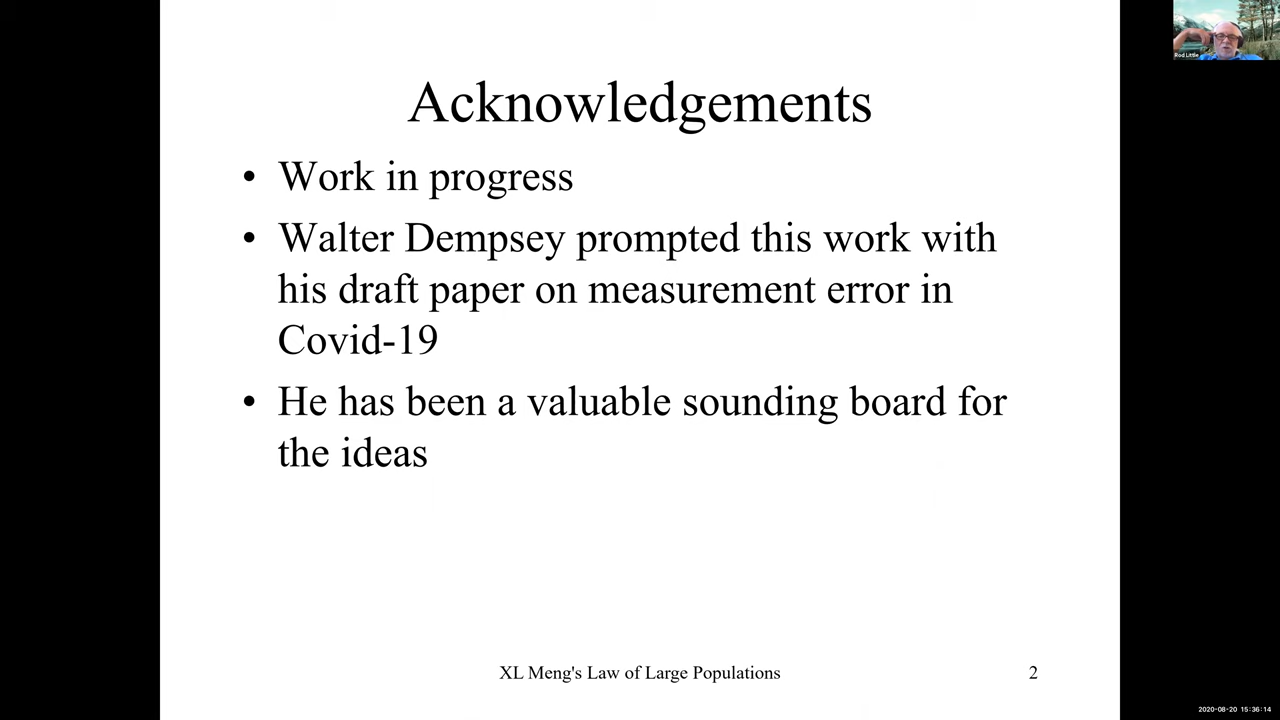 Acknowledgements
• Work in progress
• Walter Dempsey prompted this work with
his draft paper on measurement error in
Covid-19
• He has been a valuable sounding board for
the ideas
XL Meng's Law of Large Populations
2
Rod Little
2020-08-20 15:36:14